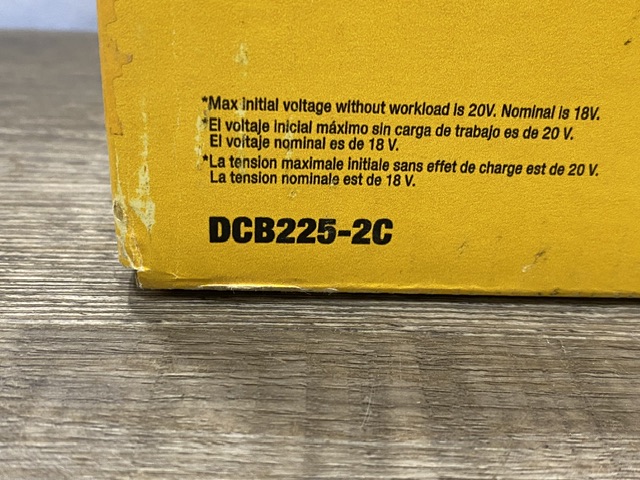 *Max initial voltage without workload is 20V. Nominal is 18V.
*El voltaje inicial máximo sin carga de trabajo es de 20 V.
El voltaje nominal es de 18 V.
*La tension maximale initiale sans effet de charge est de 20 V.
La tension nominale est de 18 V.
DCB225-2C